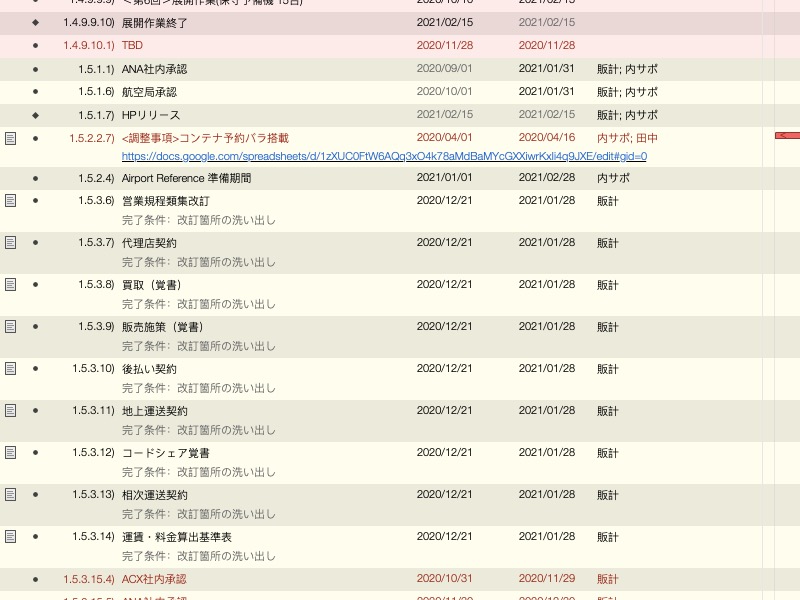 1.4.9.9.9) <第6回>展開作業(保守予備機 15台)
1.4.9.9.10) 展開作業終了 2021/02/15 2021/02/15
1.4.9.10.1) TBD 2020/11/28 2020/11/28
1.5.1.1) ANA社内承認 2020/09/01 2021/01/31 販計; 内サポ
1.5.1.6) 航空局承認 2020/10/01 2021/01/31 販計; 内サポ
1.5.1.7) HPリリース 2021/02/15 2021/02/15 販計; 内サポ
1.5.2.2.7) <調整事項>コンテナ予約バラ搭載 2020/04/01 2020/04/16 内サポ; 田中
https://docs.google.com/spreadsheets/d/1zXUC0FtW6AQq3xO4k78aMdBaMYcGXXiwrKxli4q9JXE/edit#gid=0
1.5.2.4) Airport Reference 準備期間 2021/01/01 2021/02/28 内サポ
1.5.3.6) 営業規程類集改訂 2020/12/21 2021/01/28 販計
完了条件：改訂箇所の洗い出し
1.5.3.7) 代理店契約 2020/12/21 2021/01/28 販計
完了条件：改訂箇所の洗い出し
1.5.3.8) 買取（覚書） 2020/12/21 2021/01/28 販計
完了条件：改訂箇所の洗い出し
1.5.3.9) 販売施策（覚書） 2020/12/21 2021/01/28 販計
完了条件：改訂箇所の洗い出し
1.5.3.10) 後払い契約 2020/12/21 2021/01/28 販計
完了条件：改訂箇所の洗い出し
1.5.3.11) 地上運送契約 2020/12/21 2021/01/28 販計
完了条件：改訂箇所の洗い出し
1.5.3.12) コードシェア覚書 2020/12/21 2021/01/28 販計
完了条件：改訂箇所の洗い出し
1.5.3.13) 相次運送契約 2020/12/21 2021/01/28 販計
完了条件：改訂箇所の洗い出し
1.5.3.14) 運賃・料金算出基準表 2020/12/21 2021/01/28 販計
完了条件：改訂箇所の洗い出し
1.5.3.15.4) ACX社内承認 2020/10/31 2020/11/29 販計